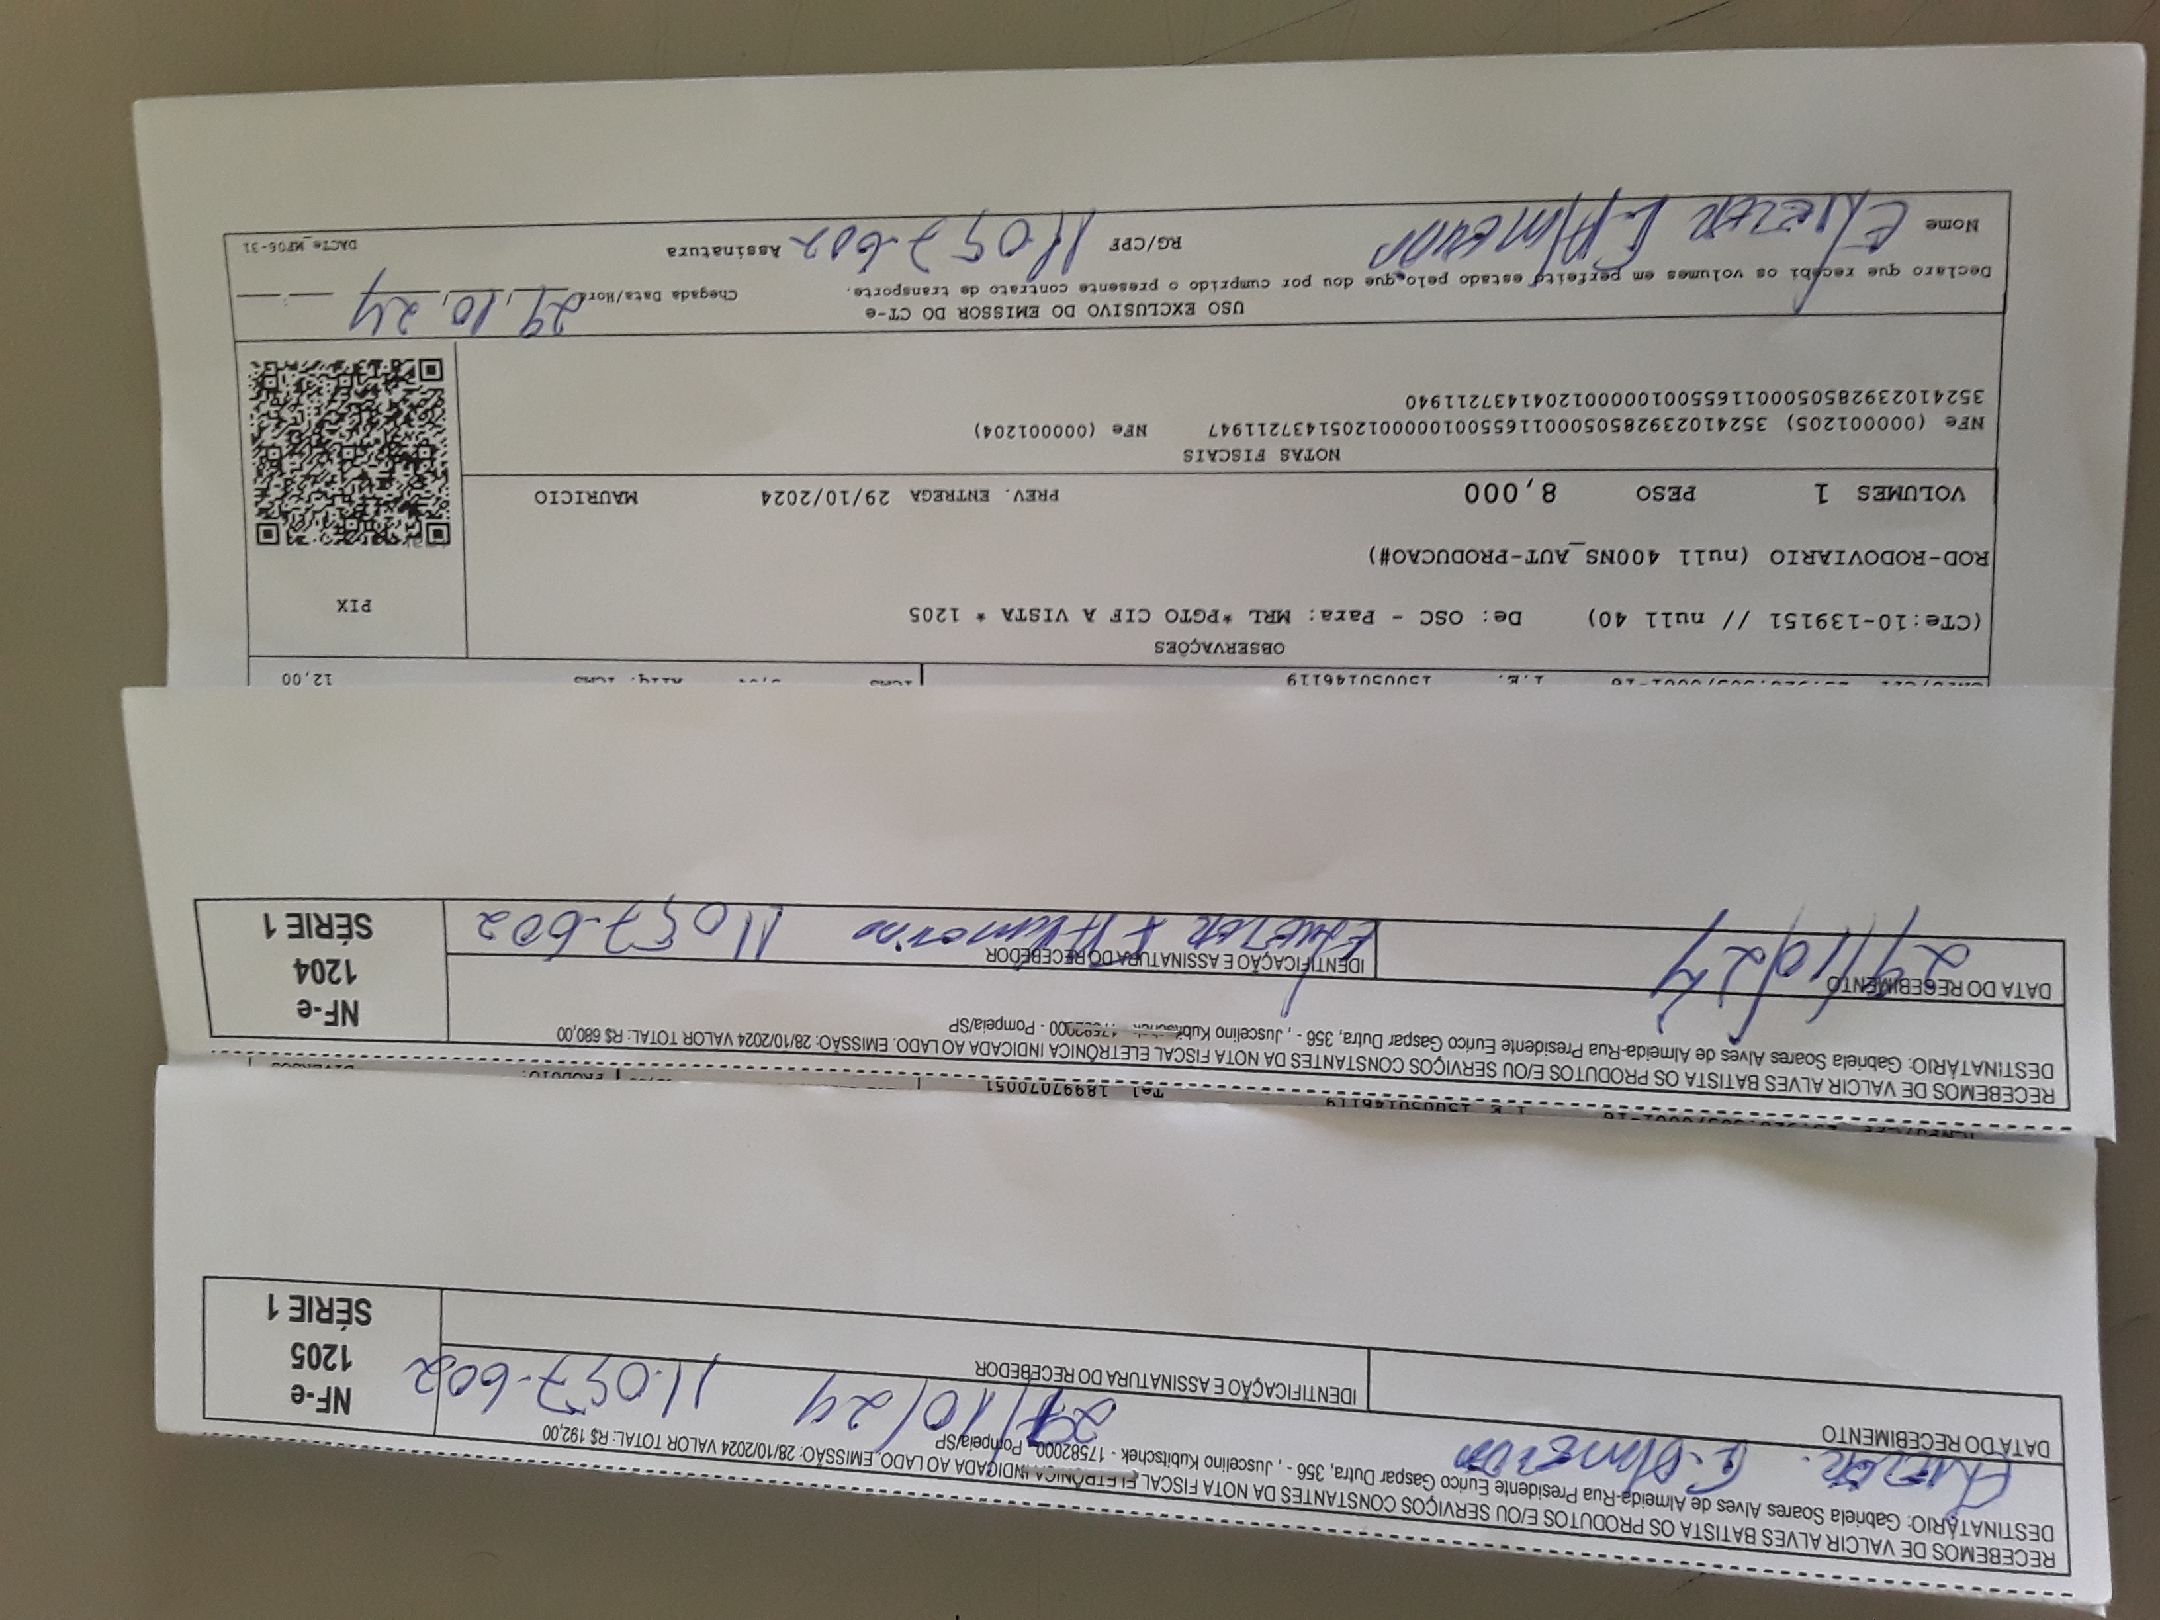 RECEBEMOS DE VALCIR ALVES BATISTA OS PRODUTOS E/OU SERVIÇOS CONSTANTES DA NOTA FISCAL ELETRÔNICA INDICADA AO LADO. EMISSÃO: 28/10/2024 VALOR TOTAL: R$ 192,00
DESTINATÁRIO: Gabriela Soares Alves de Almeida-Rua Presidente Eurico Gaspar Dutra, 356 - , Juscelino Kubitschek - 17582000 - Pompeia/SP
29/10/24 11.057-602
DATA DO RECEBIMENTO
IDENTIFICAÇÃO E ASSINATURA DO RECEBEDOR
NF-e
1205
SÉRIE 1
Tel 18997070051
RECEBEMOS DE VALCIR ALVES BATISTA OS PRODUTOS E/OU SERVIÇOS CONSTANTES DA NOTA FISCAL ELETRÔNICA INDICADA AO LADO. EMISSÃO: 28/10/2024 VALOR TOTAL: R$ 680,00
DESTINATÁRIO: Gabriela Soares Alves de Almeida-Rua Presidente Eurico Gaspar Dutra, 356 - , Juscelino Kubitschek - 17582000 - Pompeia/SP
DATA DO RECEBIMENTO
IDENTIFICAÇÃO E ASSINATURA DO RECEBEDOR
29/10/24 11057-602
NF-e
1204
SÉRIE 1
12,00
OBSERVAÇÕES
(CTe:10-139151 // null 40) De: OSC - Para: MRL *PGTO CIF A VISTA * 1205
PIX
ROD-RODOVIARIO (null 400NS_AUT-PRODUCAO#)
VOLUMES 1 PESO 8,000 PREV. ENTREGA 29/10/2024 MAURICIO
NOTAS FISCAIS
NFe (000001205) 35241023928505000116550010000012051437211947 NFe (000001204)
35241023928505000116550010000012041437211940
USO EXCLUSIVO DO EMISSOR DO CT-e
Declaro que recebi os volumes em perfeito estado pelo que dou por cumprido o presente contrato de transporte. Chegada Data/Hora 29,10,24
Nome RG/CPF 11.057-602 Assinatura DACTe_MF06-31